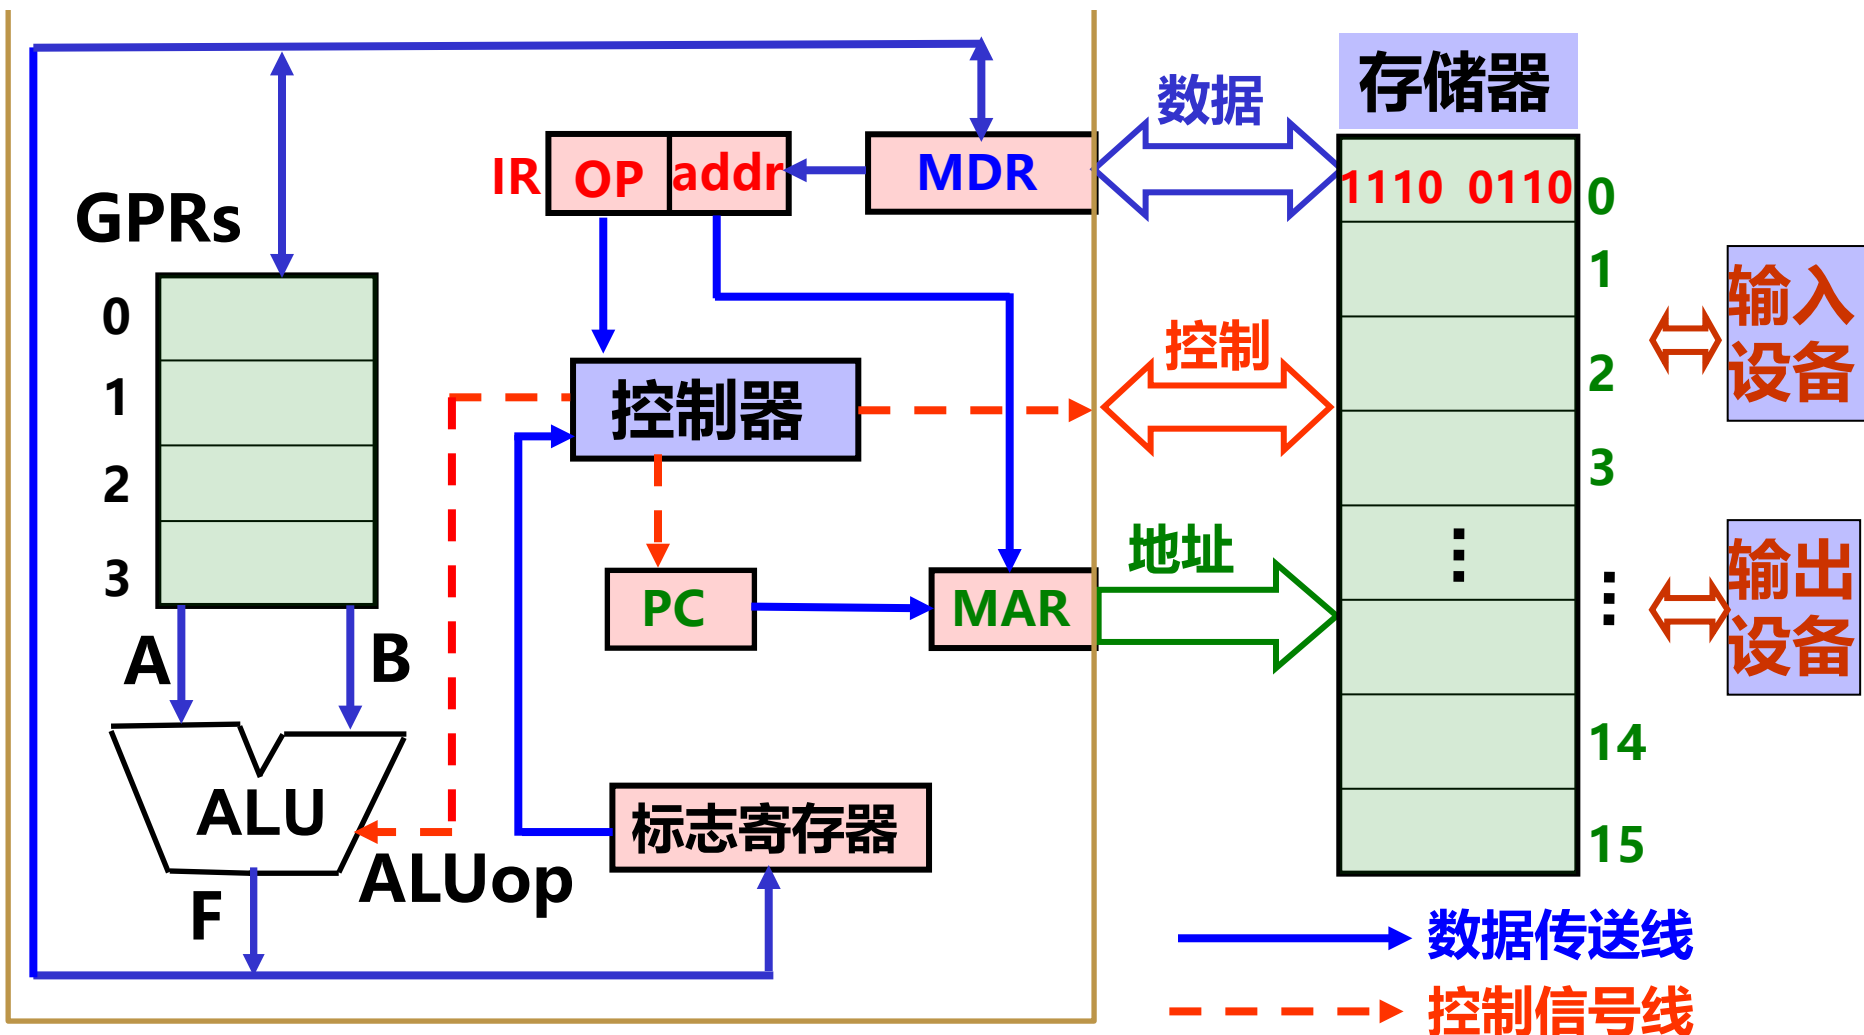 存储器
数据
IR
OP
addr
MDR
1110 0110
0
GPRs
1
输入
设备
0
控制
2
1
控制器
3
2
地址
输出
设备
3
PC
MAR
A
B
14
ALU
标志寄存器
15
ALUop
F
数据传送线
控制信号线